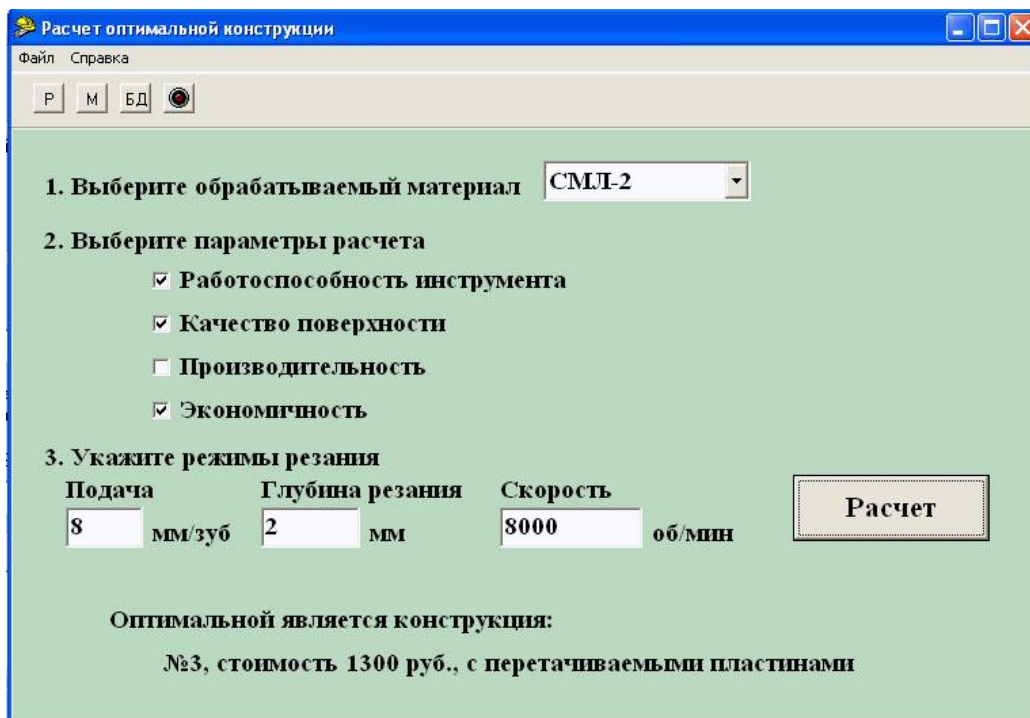 Расчет оптимальной конструкции
Файл Справка
Р М БД
1. Выберите обрабатываемый материал СМЛ-2
2. Выберите параметры расчета
Работоспособность инструмента
Качество поверхности
Производительность
Экономичность
3. Укажите режимы резания
Подача Глубина резания Скорость
8 мм/зуб 2 мм 8000 об/мин Расчет
Оптимальной является конструкция:
№3, стоимость 1300 руб., с перетачиваемыми пластинами